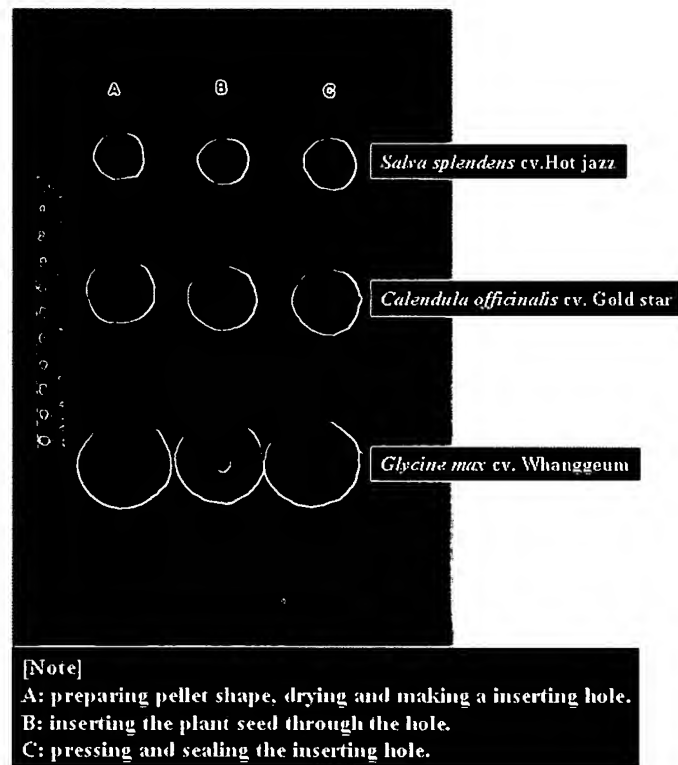 A B C
Salva splendens cv.Hot jazz
Calendula officinalis cv. Gold star
Glycine max cv. Whanggeum
[Note]
A: preparing pellet shape, drying and making a inserting hole.
B: inserting the plant seed through the hole.
C: pressing and sealing the inserting hole.